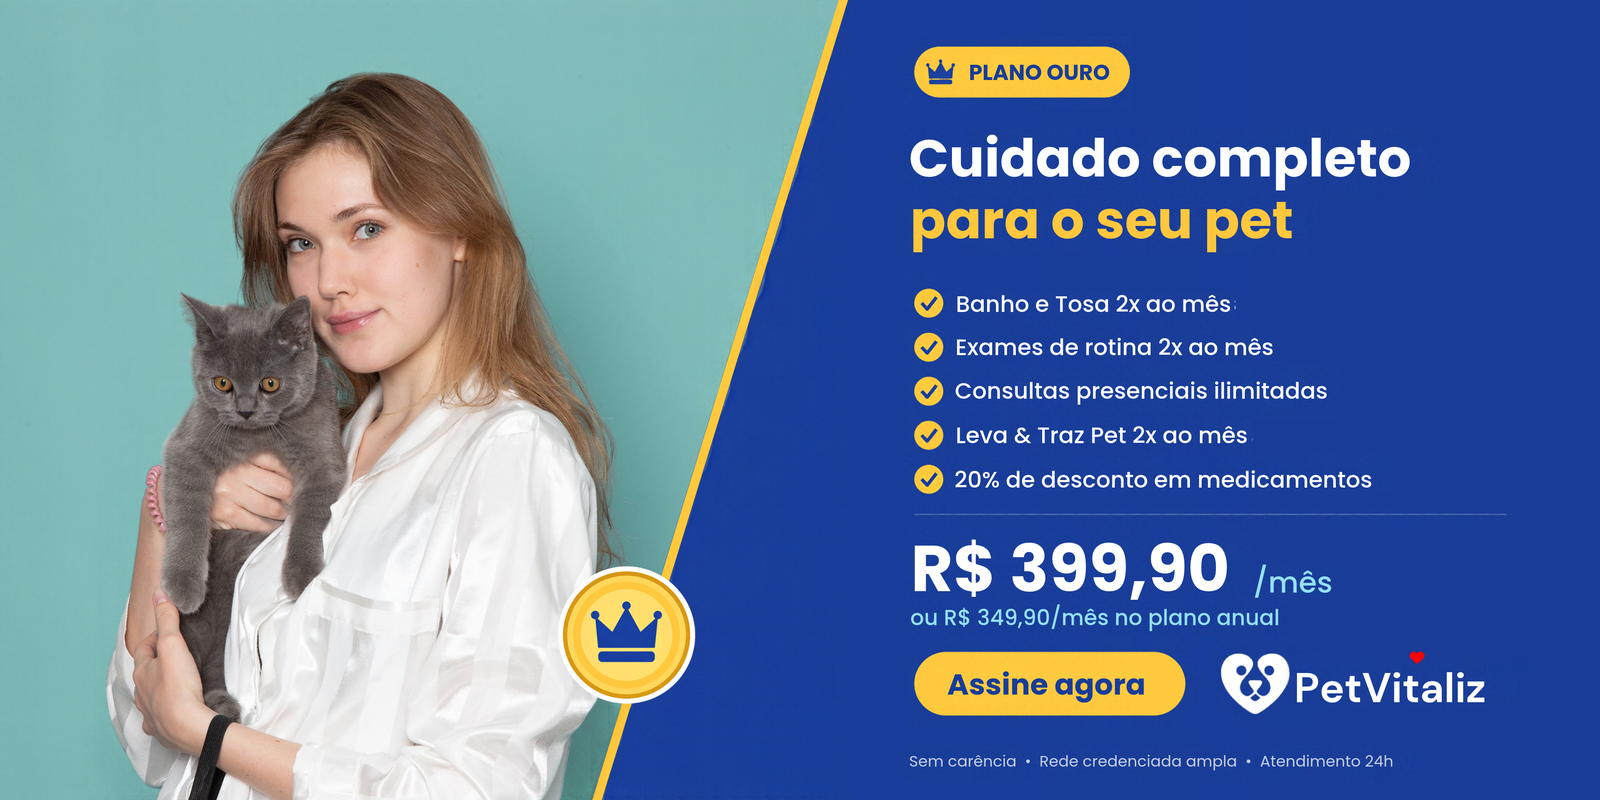 PLANO OURO
Cuidado completo
para o seu pet
Banho e Tosa 2x ao mês
Exames de rotina 2x ao mês
Consultas presenciais ilimitadas
Leva & Traz Pet 2x ao mês
20% de desconto em medicamentos
R$ 399,90 /mês
ou R$ 349,90/mês no plano anual
Assine agora
PetVitaliz
Sem carência • Rede credenciada ampla • Atendimento 24h